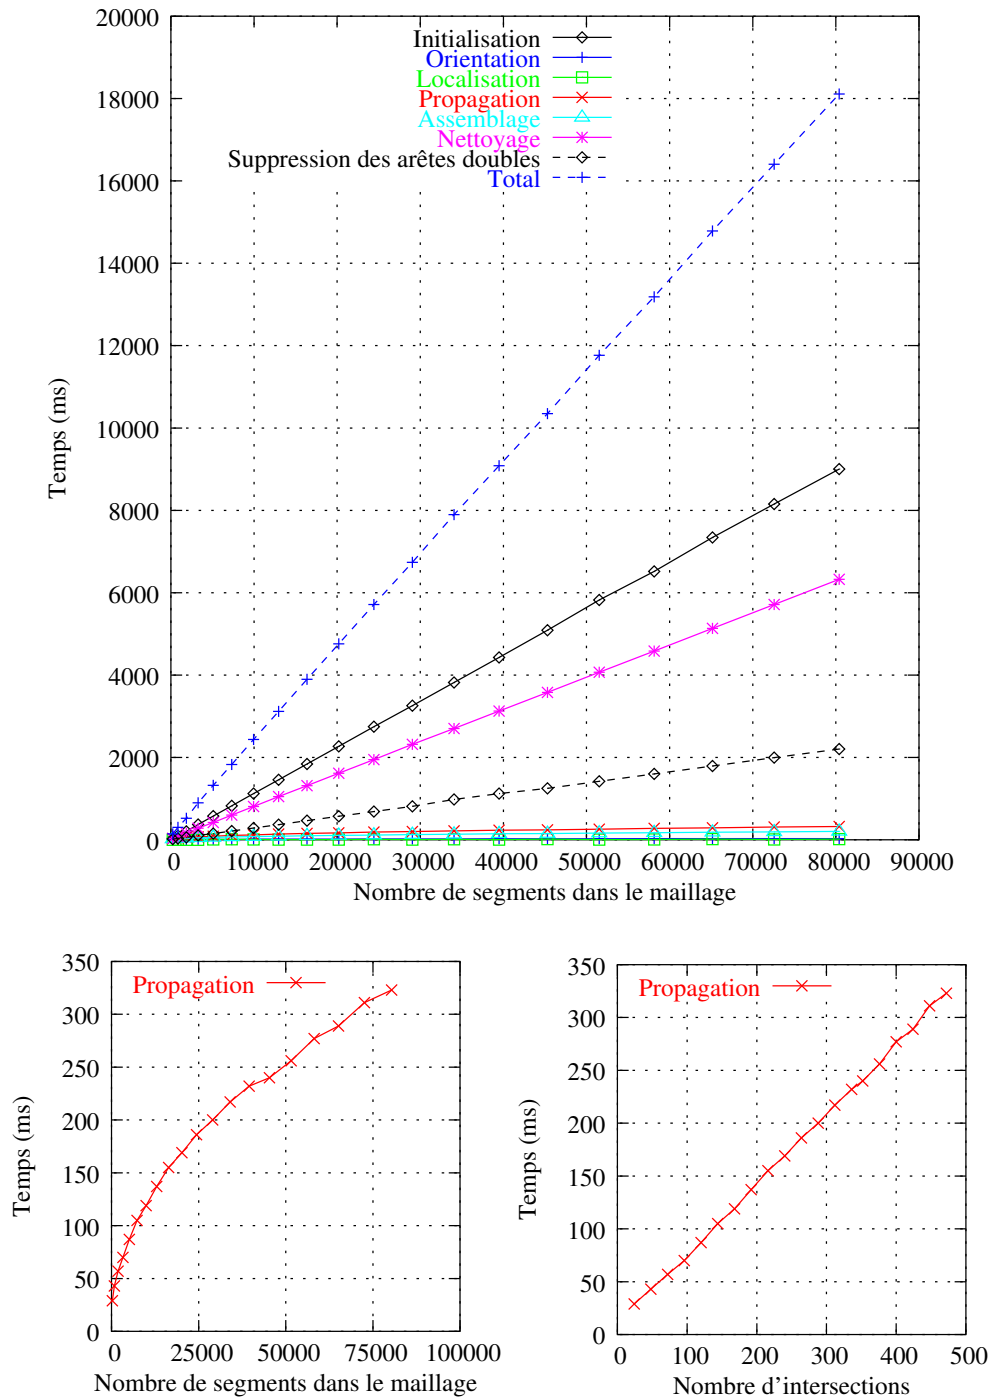 20000
18000
16000
14000
12000
10000
8000
6000
4000
2000
0
Temps (ms)
Initialisation
Orientation
Localisation
Propagation
Assemblage
Nettoyage
Suppression des arêtes doubles
Total
0 10000 20000 30000 40000 50000 60000 70000 80000 90000
Nombre de segments dans le maillage
350
300
250
200
150
100
50
0
Temps (ms)
Propagation
0 25000 50000 75000 100000
Nombre de segments dans le maillage
350
300
250
200
150
100
50
0
Temps (ms)
Propagation
0 100 200 300 400 500
Nombre d'intersections